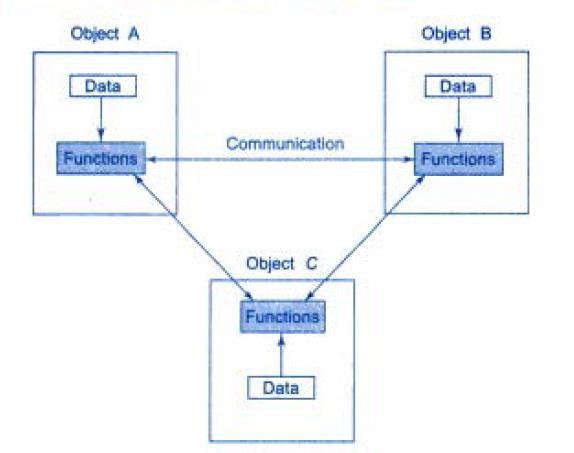 Object A
Object B
Data
Data
Communication
Functions
Functions
Object C
Functions
Data